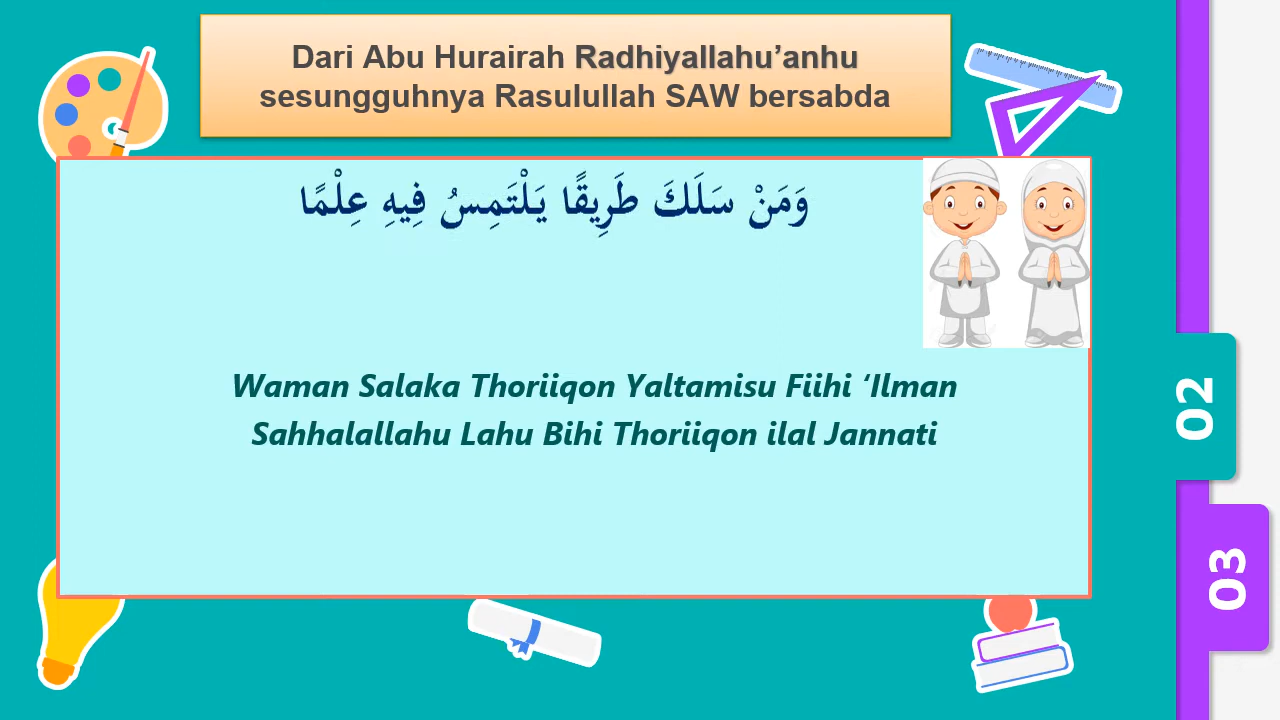 Dari Abu Hurairah Radhiyallahu’anhu
sesungguhnya Rasulullah SAW bersabda
وَمَنْ سَلَكَ طَرِيقًا يَلْتَمِسُ فِيهِ عِلْمًا
Waman Salaka Thoriiqon Yaltamisu Fiihi ‘Ilman
Sahhalallahu Lahu Bihi Thoriiqon ilal Jannati
02
03